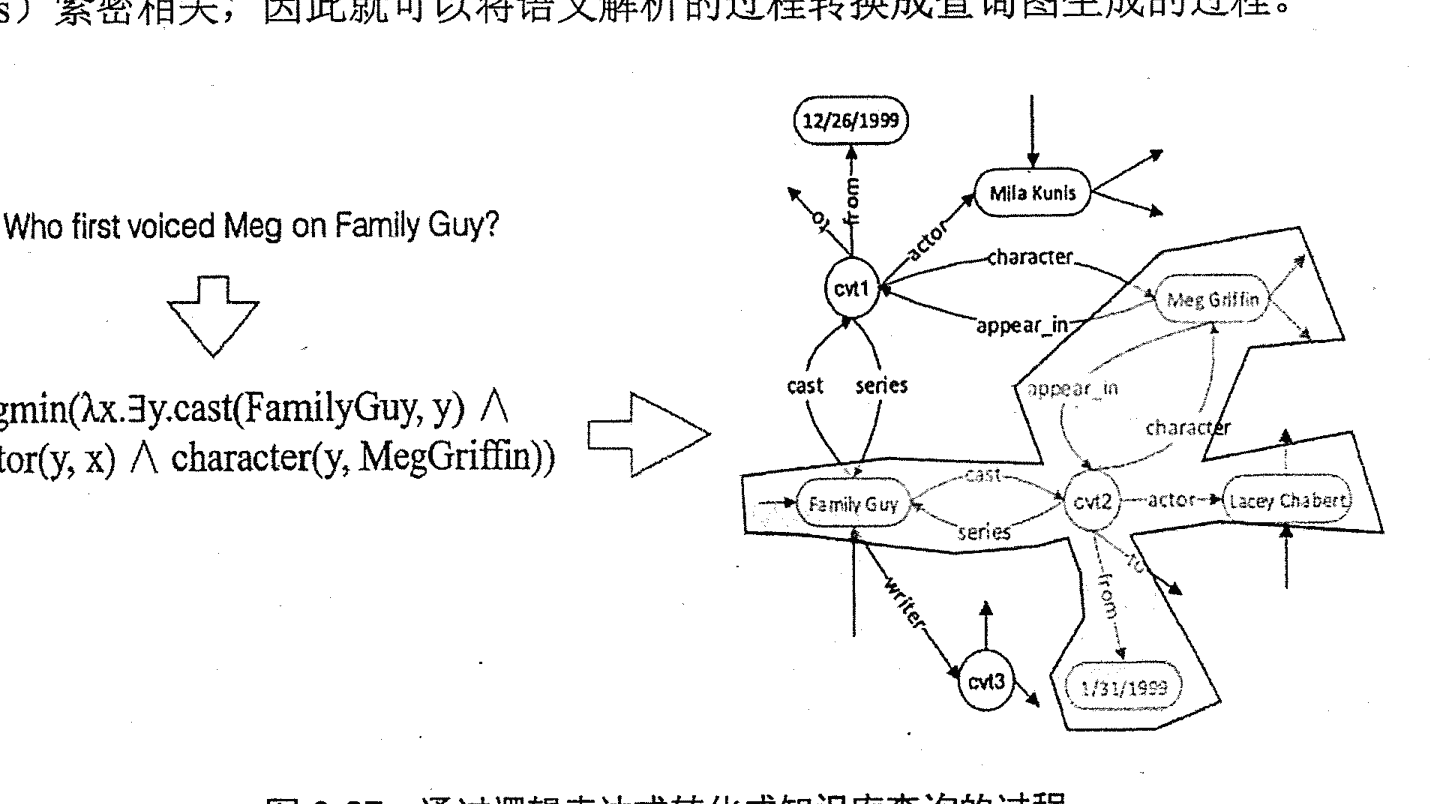 s）紧密相关，因此就可以将语义解析的过程转换成查询图生成的过程。
12/26/1999
Mila Kunis
from
to
actor
cvt1
character
Meg Griffin
appear_in
Who first voiced Meg on Family Guy?
cast
series
appear_in
gmin(λx.∃y.cast(FamilyGuy, y) ∧
character
tor(y, x) ∧ character(y, MegGriffin))
cast
Family Guy
cvt2
actor
Lacey Chabert
series
to
from
writer
cvt3
1/31/1999
通过逻辑表达式转化成知识库查询的过程